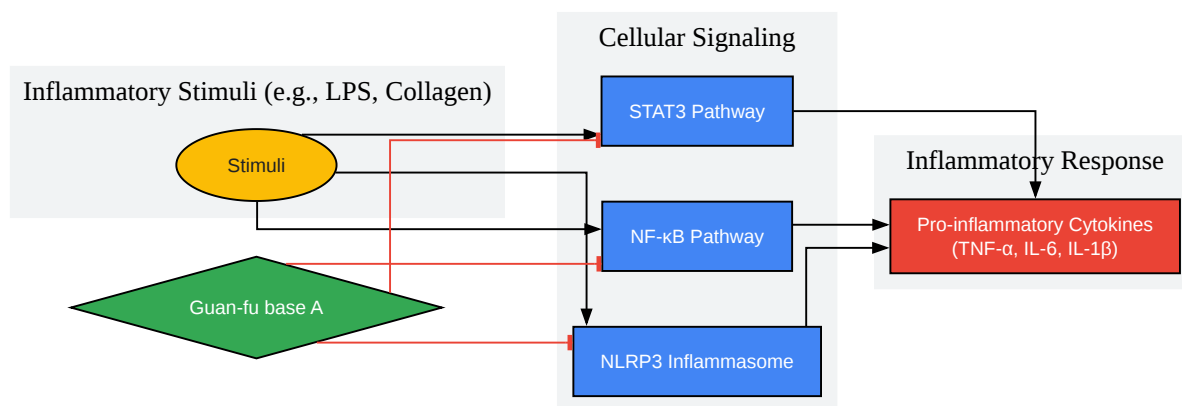 Cellular Signaling
Inflammatory Stimuli (e.g., LPS, Collagen)
STAT3 Pathway
Stimuli
Inflammatory Response
NF-κB Pathway
Pro-inflammatory Cytokines
(TNF-α, IL-6, IL-1β)
Guan-fu base A
NLRP3 Inflammasome